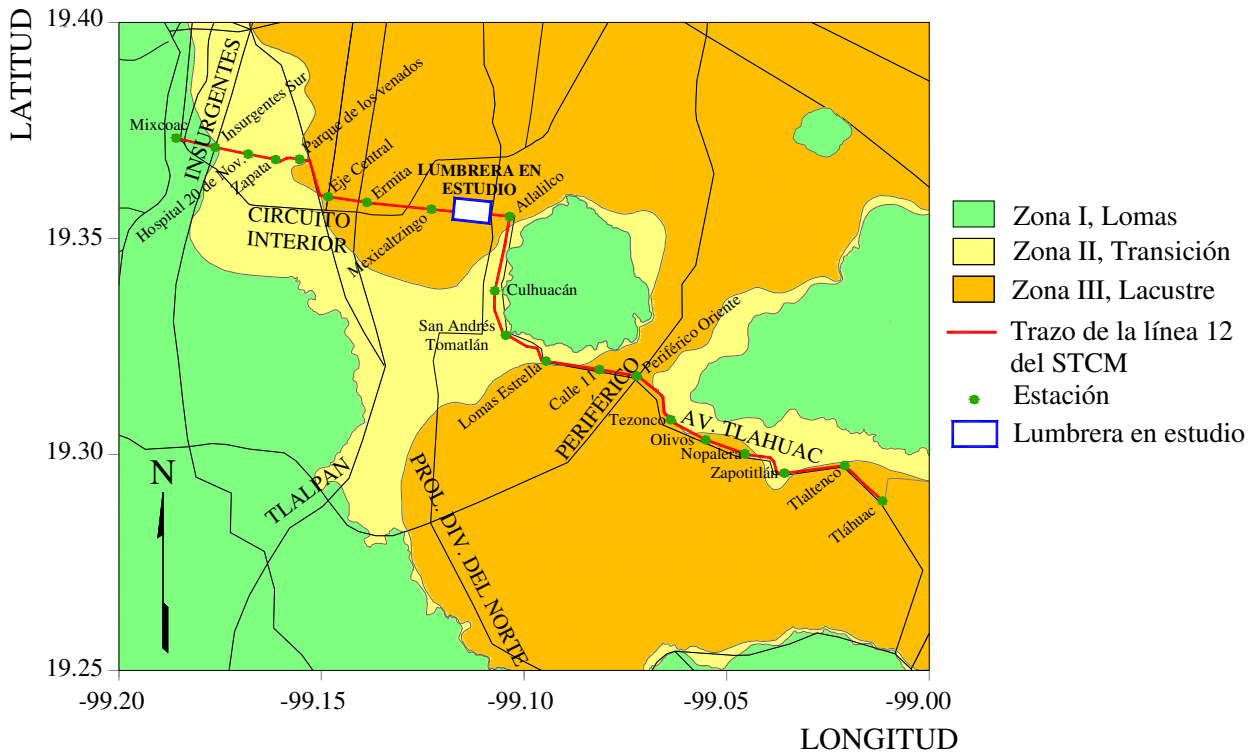 LATITUD
19.40
19.35
19.30
19.25
-99.20
-99.15
-99.10
-99.05
-99.00
LONGITUD
N
Mixcoac
INSURGENTES
Insurgentes Sur
Hospital 20 de Nov.
Zapata
Parque de los venados
Eje Central
Ermita
Mexicaltzingo
LUMBRERA EN
ESTUDIO
Atlalilco
CIRCUITO
INTERIOR
Culhuacán
San Andrés
Tomatlán
Lomas Estrella
Calle 11
Periférico Oriente
PERIFÉRICO
Tezonco
Olivos
Nopalera
Zapotitlán
AV. TLAHUAC
Tlaltenco
Tláhuac
TLALPAN
PROL. DIV. DEL NORTE
Zona I, Lomas
Zona II, Transición
Zona III, Lacustre
Trazo de la línea 12
del STCM
Estación
Lumbrera en estudio